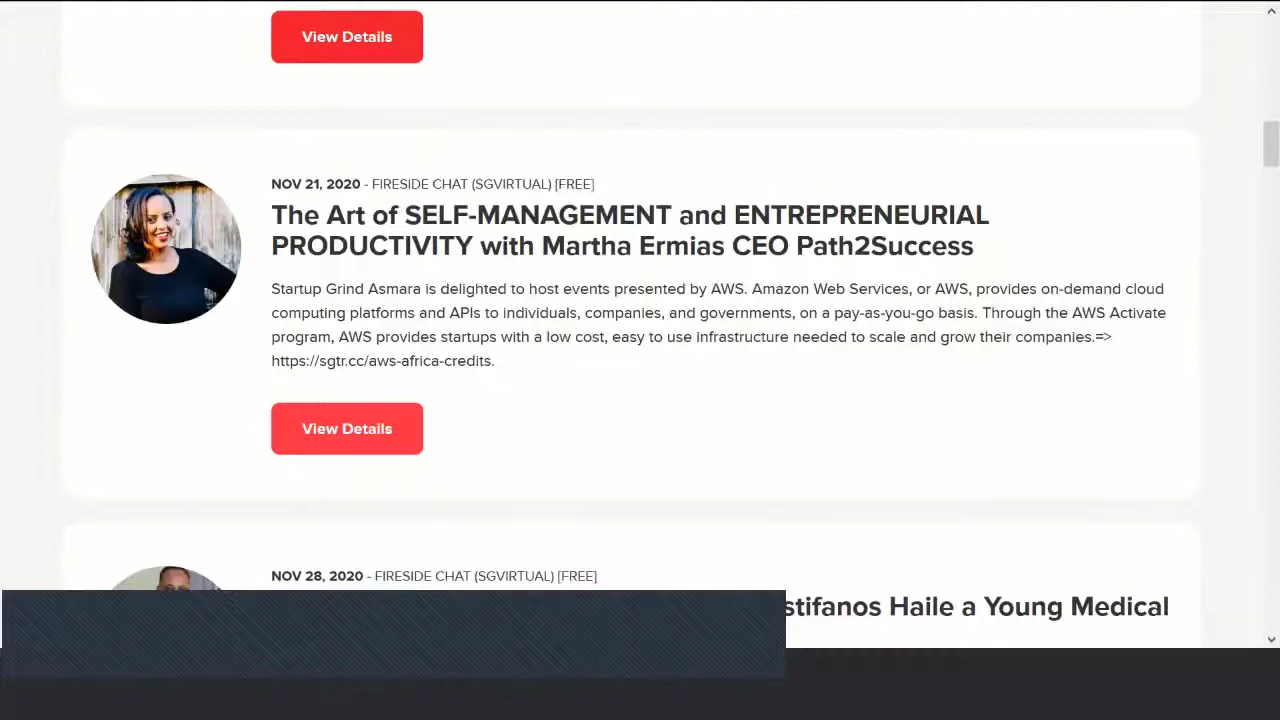 View Details
NOV 21, 2020 - FIRESIDE CHAT (SGVIRTUAL) [FREE]
The Art of SELF-MANAGEMENT and ENTREPRENEURIAL
PRODUCTIVITY with Martha Ermias CEO Path2Success
Startup Grind Asmara is delighted to host events presented by AWS. Amazon Web Services, or AWS, provides on-demand cloud
computing platforms and APIs to individuals, companies, and governments, on a pay-as-you-go basis. Through the AWS Activate
program, AWS provides startups with a low cost, easy to use infrastructure needed to scale and grow their companies.=>
https://sgtr.cc/aws-africa-credits.
View Details
NOV 28, 2020 - FIRESIDE CHAT (SGVIRTUAL) [FREE]
stifanos Haile a Young Medical